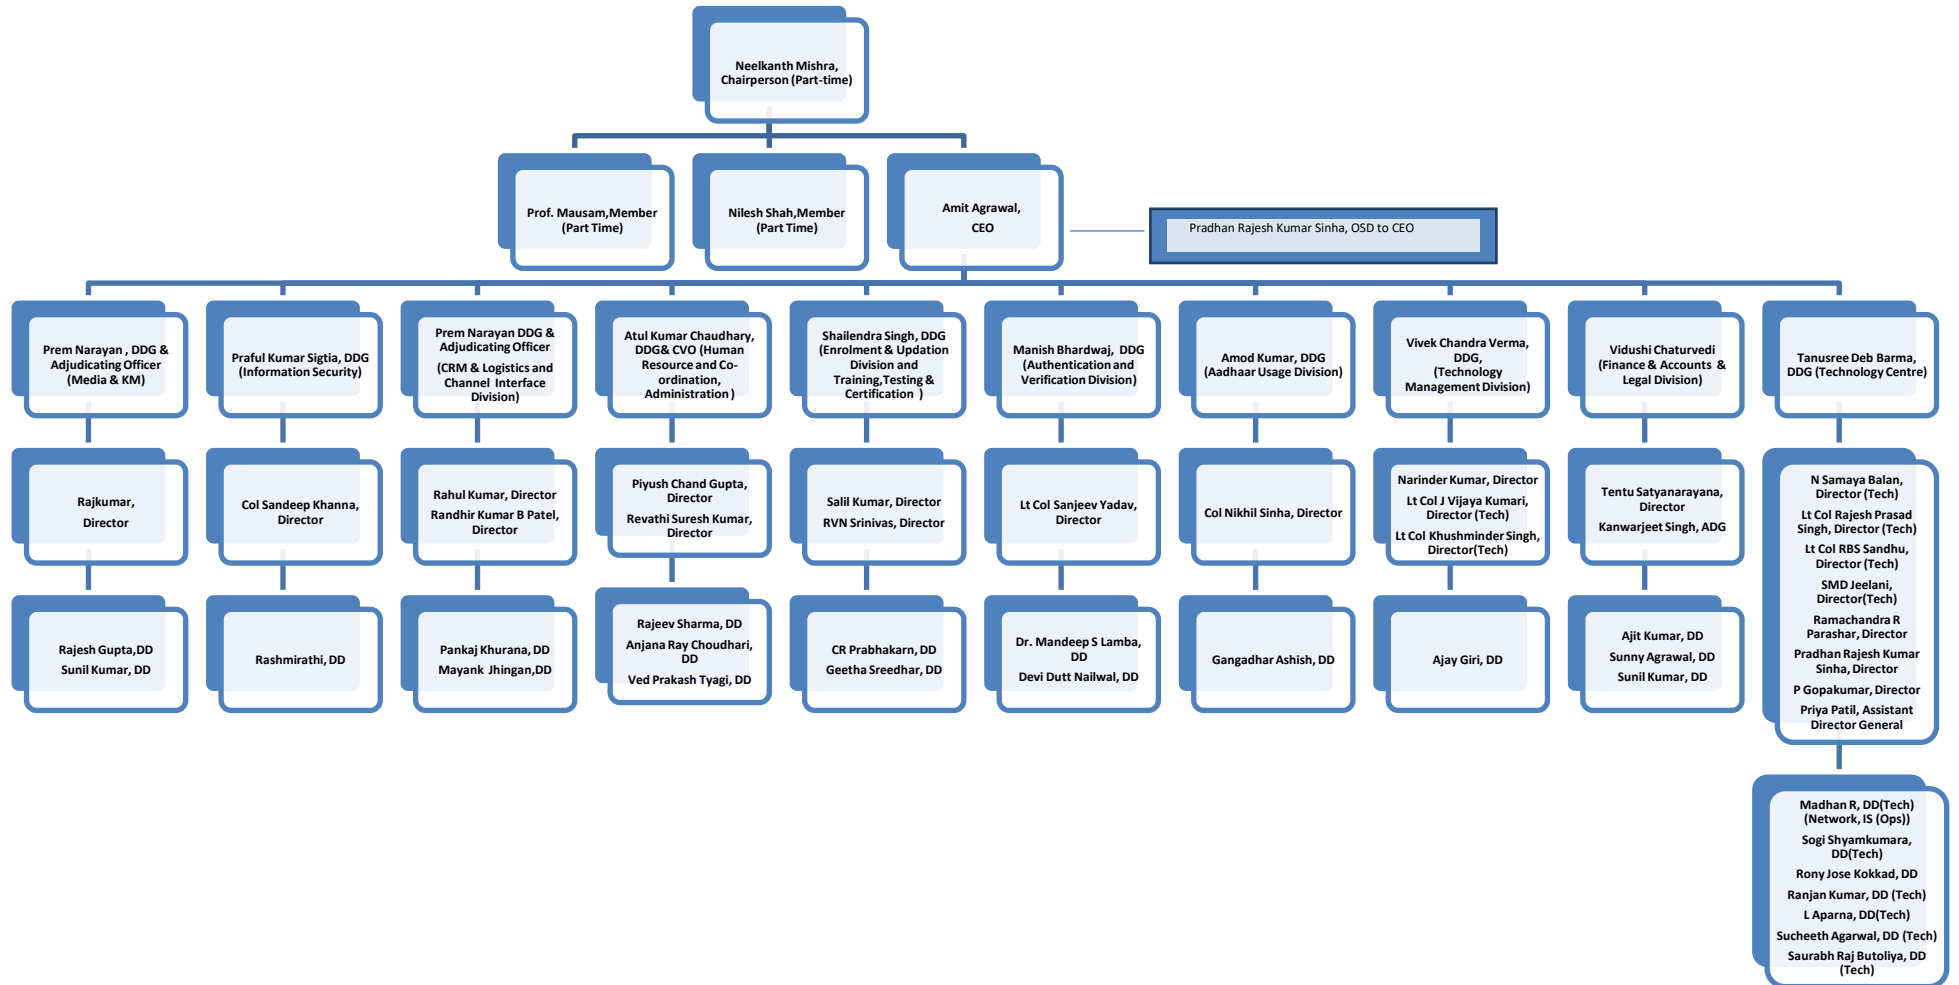 Neelkanth Mishra,
Chairperson (Part-time)
Prof. Mausam,Member
(Part Time)
Nilesh Shah,Member
(Part Time)
Amit Agrawal,
CEO
Pradhan Rajesh Kumar Sinha, OSD to CEO
Prem Narayan , DDG &
Adjudicating Officer
(Media & KM)
Praful Kumar Sigtia, DDG
(Information Security)
Prem Narayan DDG &
Adjudicating Officer
(CRM & Logistics and
Channel Interface
Division)
Atul Kumar Chaudhary,
DDG& CVO (Human
Resource and Co-
ordination,
Administration )
Shailendra Singh, DDG
(Enrolment & Updation
Division and
Training,Testing &
Certification )
Manish Bhardwaj, DDG
(Authentication and
Verification Division)
Amod Kumar, DDG
(Aadhaar Usage Division)
Vivek Chandra Verma,
DDG,
(Technology
Management Division)
Vidushi Chaturvedi
(Finance & Accounts &
Legal Division)
Tanusree Deb Barma,
DDG (Technology Centre)
Rajkumar,
Director
Col Sandeep Khanna,
Director
Rahul Kumar, Director
Randhir Kumar B Patel,
Director
Piyush Chand Gupta,
Director
Revathi Suresh Kumar,
Director
Salil Kumar, Director
RVN Srinivas, Director
Lt Col Sanjeev Yadav,
Director
Col Nikhil Sinha, Director
Narinder Kumar, Director
Lt Col J Vijaya Kumari,
Director (Tech)
Lt Col Khushminder Singh,
Director(Tech)
Tentu Satyanarayana,
Director
Kanwarjeet Singh, ADG
N Samaya Balan,
Director (Tech)
Lt Col Rajesh Prasad
Singh, Director (Tech)
Lt Col RBS Sandhu,
Director (Tech)
SMD Jeelani,
Director(Tech)
Ramachandra R
Parashar, Director
Pradhan Rajesh Kumar
Sinha, Director
P Gopakumar, Director
Priya Patil, Assistant
Director General
Rajesh Gupta,DD
Sunil Kumar, DD
Rashmirathi, DD
Pankaj Khurana, DD
Mayank Jhingan,DD
Rajeev Sharma, DD
Anjana Ray Choudhari,
DD
Ved Prakash Tyagi, DD
CR Prabhakarn, DD
Geetha Sreedhar, DD
Dr. Mandeep S Lamba,
DD
Devi Dutt Nailwal, DD
Gangadhar Ashish, DD
Ajay Giri, DD
Ajit Kumar, DD
Sunny Agrawal, DD
Sunil Kumar, DD
Madhan R, DD(Tech)
(Network, IS (Ops))
Sogi Shyamkumara,
DD(Tech)
Rony Jose Kokkad, DD
Ranjan Kumar, DD (Tech)
L Aparna, DD(Tech)
Sucheeth Agarwal, DD (Tech)
Saurabh Raj Butoliya, DD
(Tech)